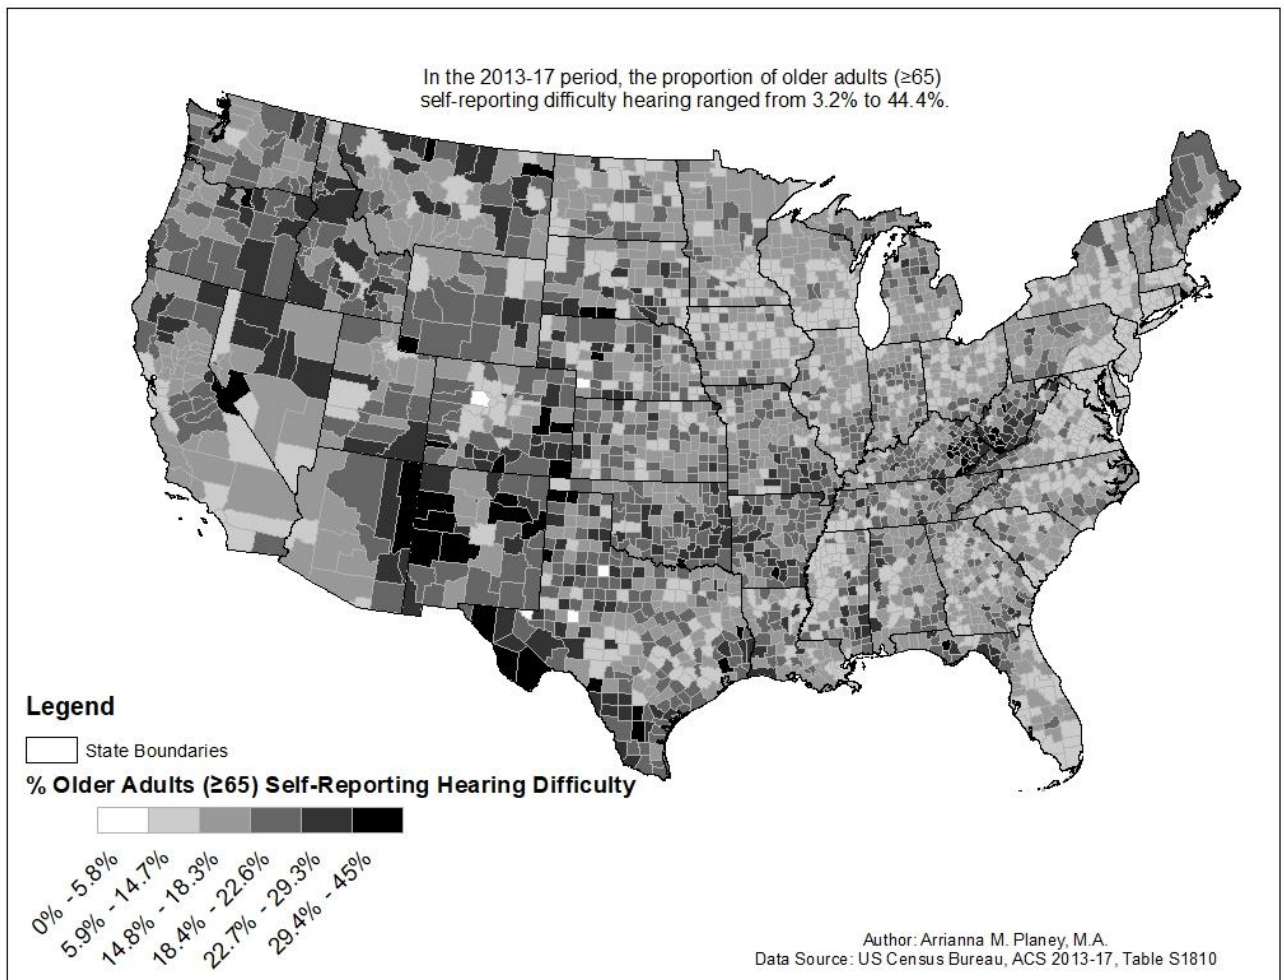 In the 2013-17 period, the proportion of older adults (≥65)
self-reporting difficulty hearing ranged from 3.2% to 44.4%.
Legend
State Boundaries
% Older Adults (≥65) Self-Reporting Hearing Difficulty
0% - 5.8%
5.9% - 14.7%
14.8% - 18.3%
18.4% - 22.6%
22.7% - 29.3%
29.4% - 45%
Author: Arrianna M. Planey, M.A.
Data Source: US Census Bureau, ACS 2013-17, Table S1810